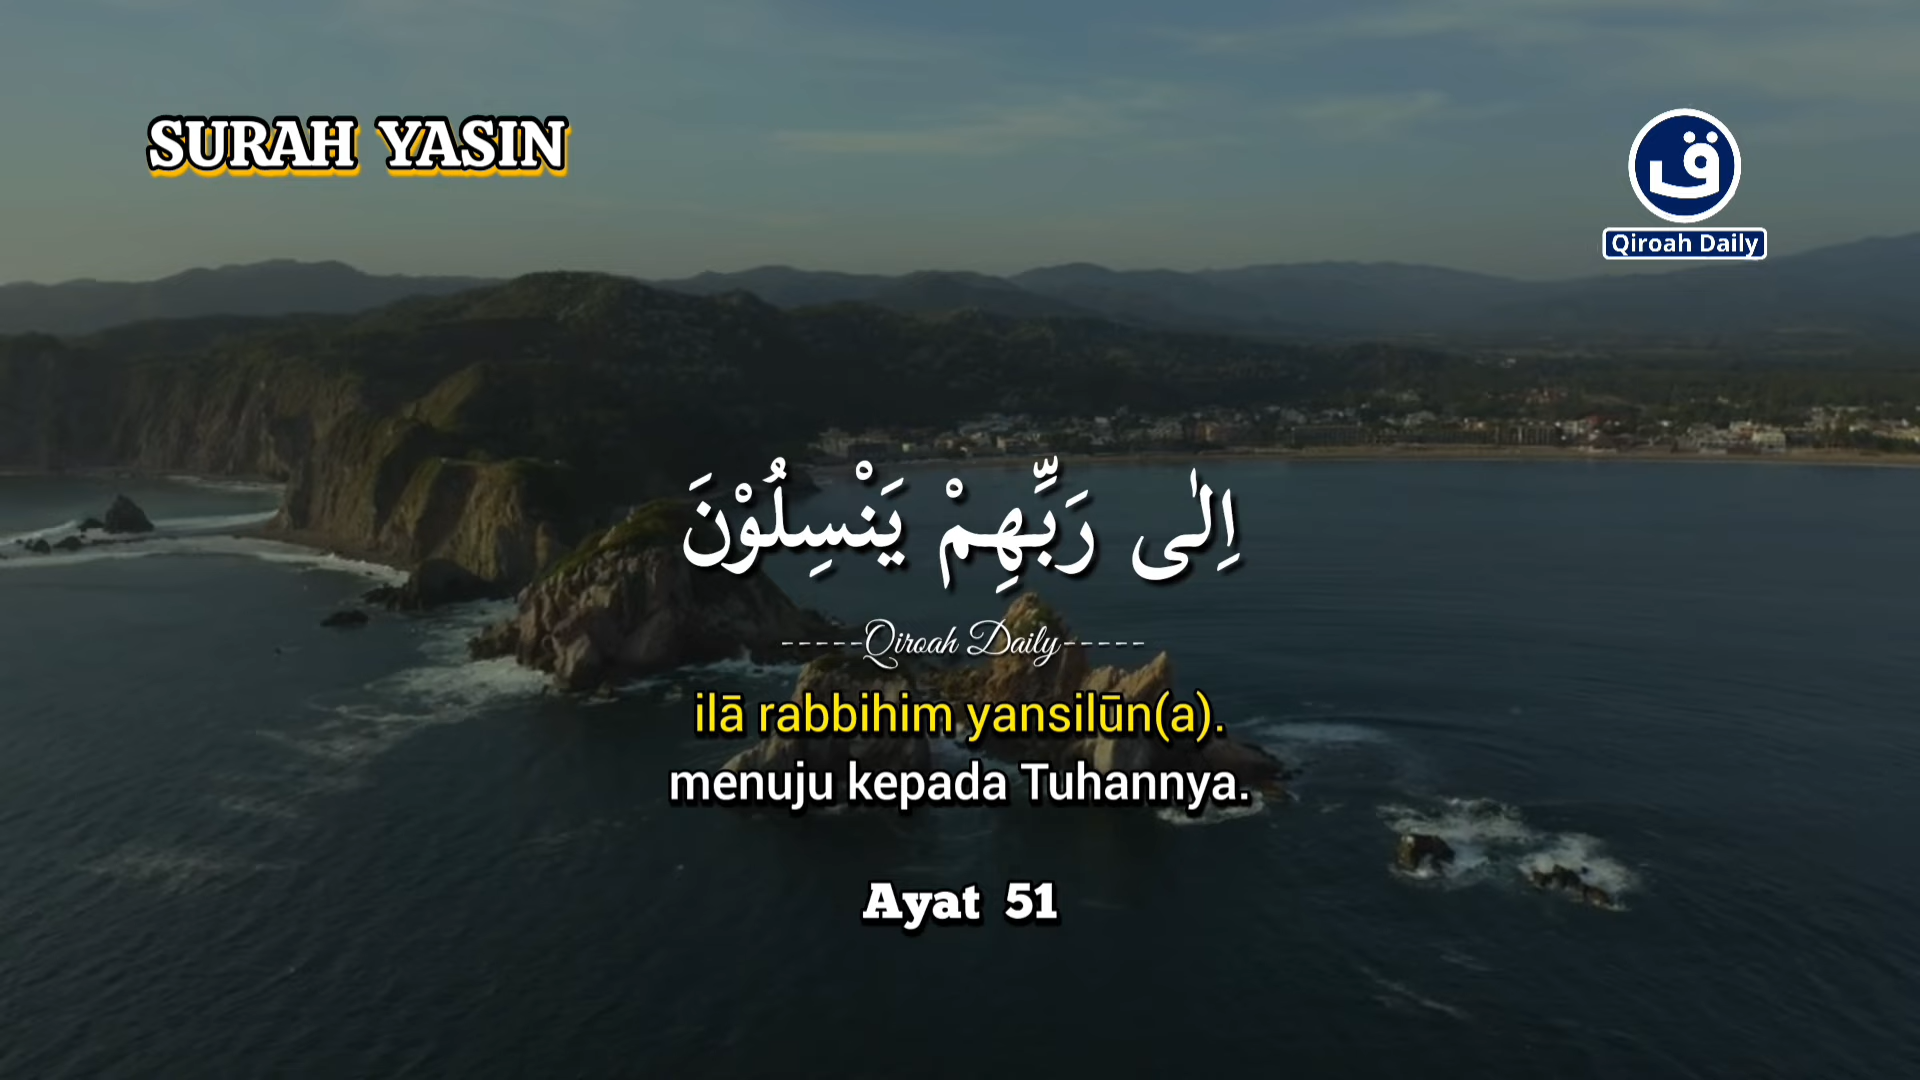 SURAH YASIN
ق
Qiroah Daily
اِلٰى رَبِّهِمْ يَنْسِلُوْنَ
-----Qiroah Daily-----
ilā rabbihim yansilūn(a).
menuju kepada Tuhannya.
Ayat 51